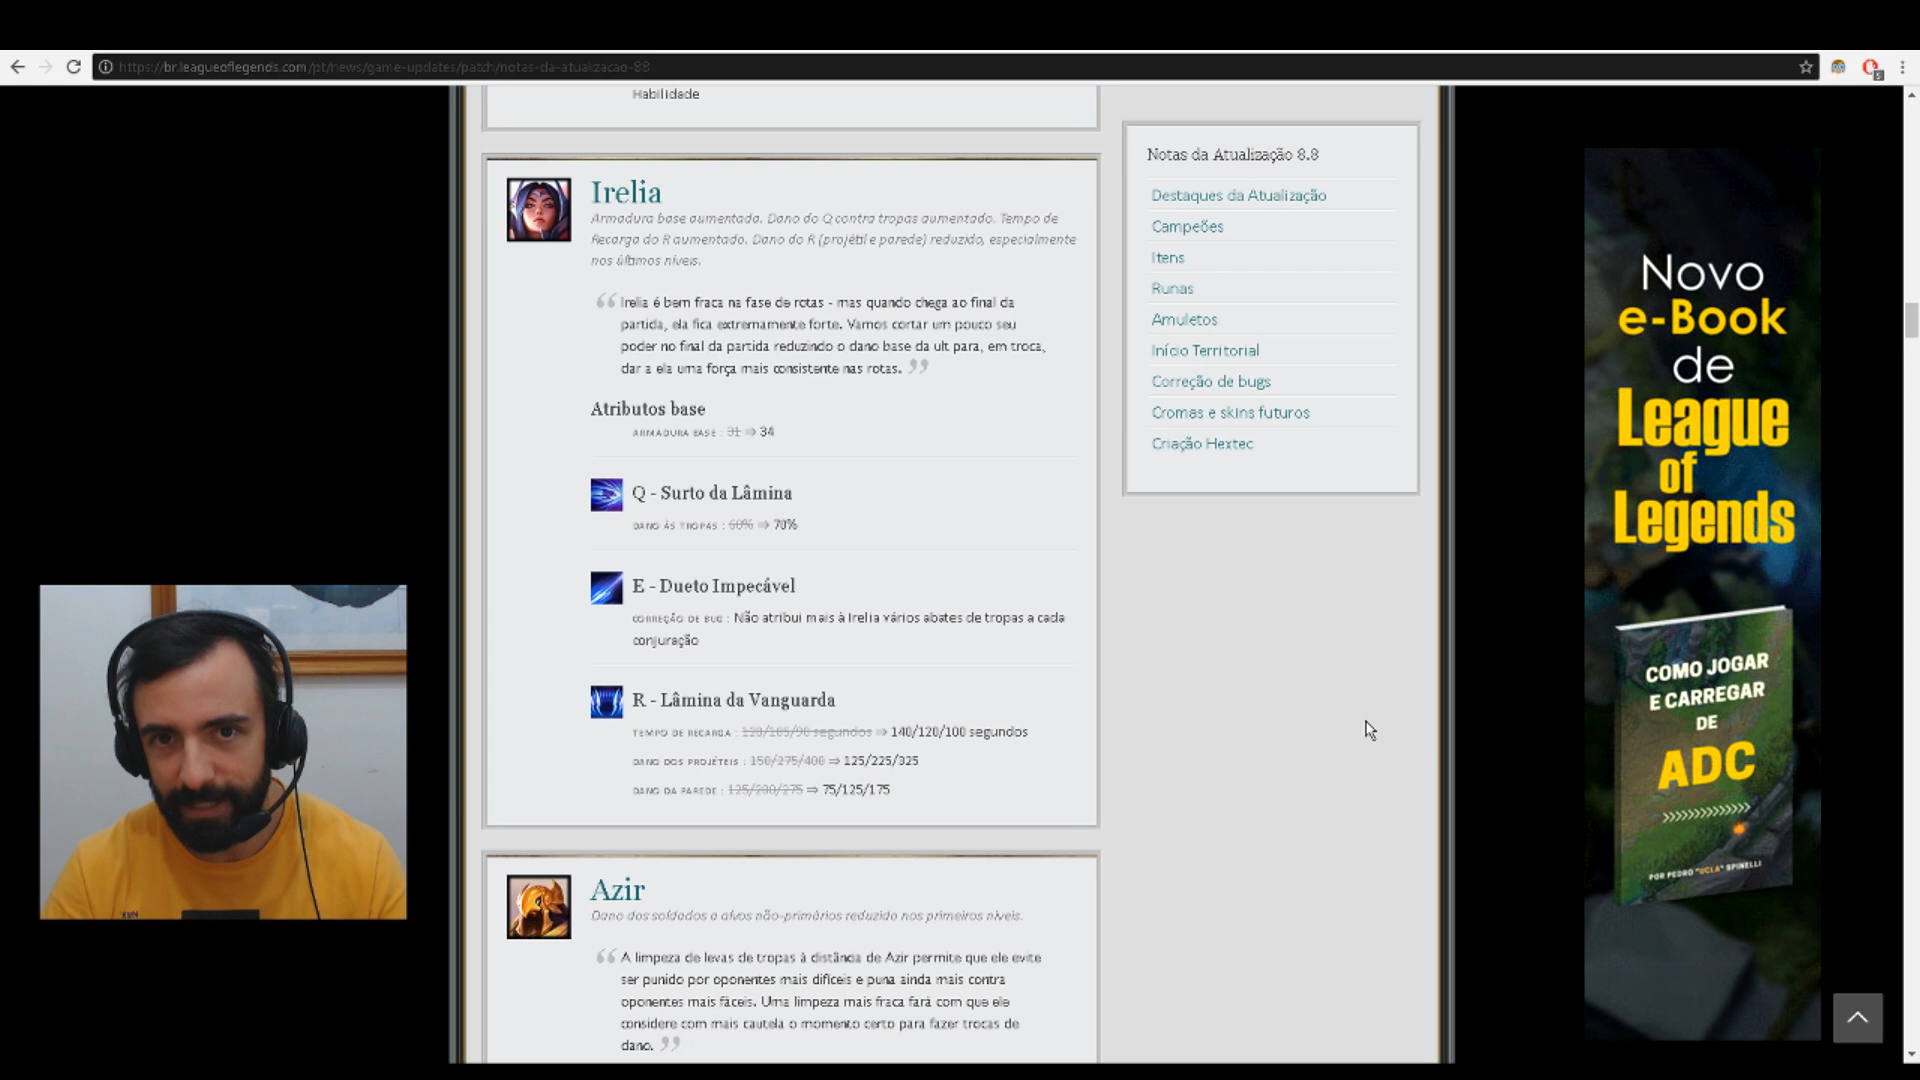 https://br.leagueoflegends.com/pt/news/game-updates/patch/notas-da-atualizacao-88
5
Habilidade
Irelia
Armadura base aumentada. Dano do Q contra tropas aumentado. Tempo de
Recarga do R aumentado. Dano do R (projétil e parede) reduzido, especialmente
nos últimos níveis.
“ Irelia é bem fraca na fase de rotas - mas quando chega ao final da
partida, ela fica extremamente forte. Vamos cortar um pouco seu
poder no final da partida reduzindo o dano base da ult para, em troca,
dar a ela uma força mais consistente nas rotas. ”
Atributos base
ARMADURA BASE : 31 ⇒ 34
Q - Surto da Lâmina
DANO ÀS TROPAS : 60% ⇒ 70%
E - Dueto Impecável
CORREÇÃO DE BUG : Não atribui mais à Irelia vários abates de tropas a cada
conjuração
R - Lâmina da Vanguarda
TEMPO DE RECARGA : 120/105/90 segundos ⇒ 140/120/100 segundos
DANO DOS PROJÉTEIS : 150/275/400 ⇒ 125/225/325
DANO DA PAREDE : 125/200/275 ⇒ 75/125/175
Azir
Dano dos soldados a alvos não-primários reduzido nos primeiros níveis.
“ A limpeza de levas de tropas à distância de Azir permite que ele evite
ser punido por oponentes mais difíceis e puna ainda mais contra
oponentes mais fáceis. Uma limpeza mais fraca fará com que ele
considere com mais cautela o momento certo para fazer trocas de
dano. ”
Notas da Atualização 8.8
Destaques da Atualização
Campeões
Itens
Runas
Amuletos
Início Territorial
Correção de bugs
Cromas e skins futuros
Criação Hextec
Novo
e-Book
de
League
of
Legends
COMO JOGAR
E CARREGAR
DE
ADC
POR PEDRO "UCLA" SPINELLI